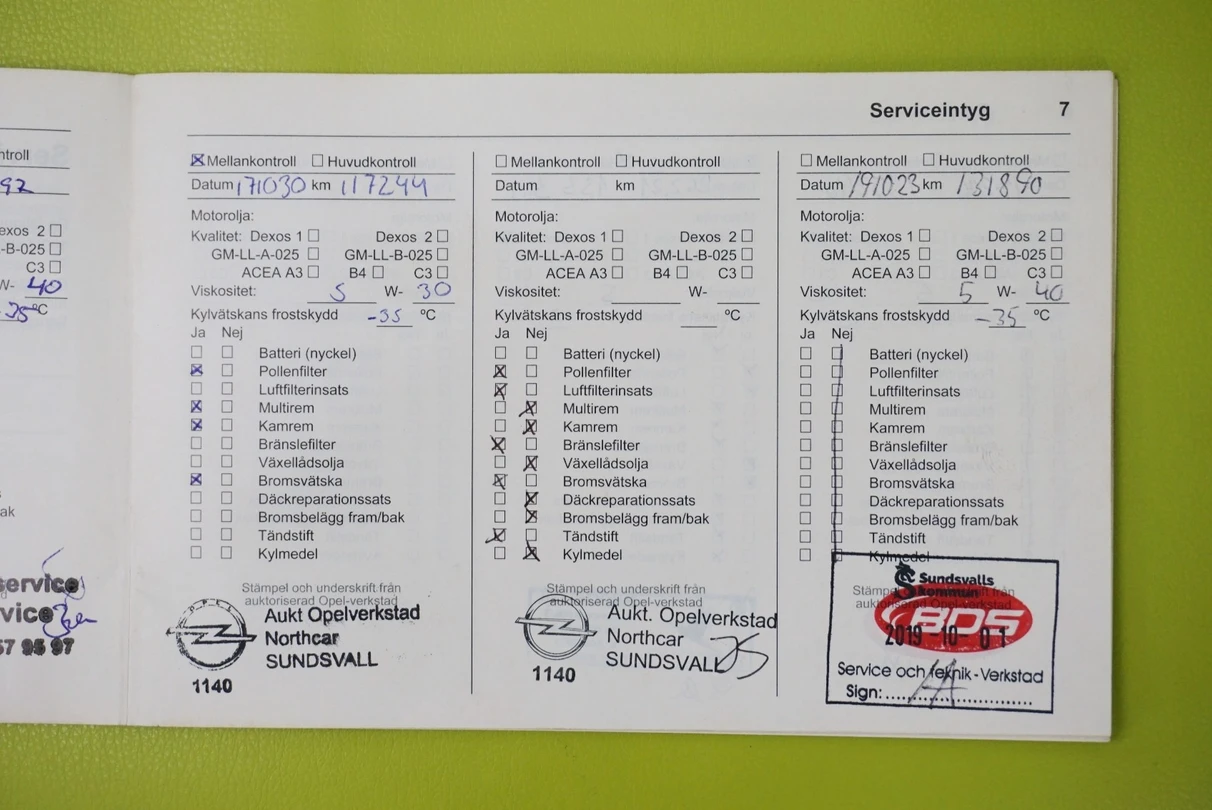 Serviceintyg 7
ntroll
92
exos 2
-B-025
C3
W- 40
-35 °C
ak
service
vice
57 95 97
Mellankontroll Huvudkontroll
Datum 171030 km 117244
Motorolja:
Kvalitet: Dexos 1 Dexos 2
GM-LL-A-025 GM-LL-B-025
ACEA A3 B4 C3
Viskositet: 5 W- 30
Kylvätskans frostskydd -35 °C
Ja Nej
Batteri (nyckel)
Pollenfilter
Luftfilterinsats
Multirem
Kamrem
Bränslefilter
Växellådsolja
Bromsvätska
Däckreparationssats
Bromsbelägg fram/bak
Tändstift
Kylmedel
Stämpel och underskrift från
auktoriserad Opel-verkstad
OPEL
Aukt Opelverkstad
Northcar
SUNDSVALL
1140
Mellankontroll Huvudkontroll
Datum km
Motorolja:
Kvalitet: Dexos 1 Dexos 2
GM-LL-A-025 GM-LL-B-025
ACEA A3 B4 C3
Viskositet: W-
Kylvätskans frostskydd °C
Ja Nej
Batteri (nyckel)
Pollenfilter
Luftfilterinsats
Multirem
Kamrem
Bränslefilter
Växellådsolja
Bromsvätska
Däckreparationssats
Bromsbelägg fram/bak
Tändstift
Kylmedel
Stämpel och underskrift från
auktoriserad Opel-verkstad
Aukt. Opelverkstad
Northcar
SUNDSVALL
1140
Mellankontroll Huvudkontroll
Datum 191023 km 131890
Motorolja:
Kvalitet: Dexos 1 Dexos 2
GM-LL-A-025 GM-LL-B-025
ACEA A3 B4 C3
Viskositet: 5 W- 40
Kylvätskans frostskydd -35 °C
Ja Nej
Batteri (nyckel)
Pollenfilter
Luftfilterinsats
Multirem
Kamrem
Bränslefilter
Växellådsolja
Bromsvätska
Däckreparationssats
Bromsbelägg fram/bak
Tändstift
Kylmedel
Stämpel och underskrift från
auktoriserad Opel-verkstad
Sundsvalls
kommun
BDS
2019-10-01
Service och teknik-Verkstad
Sign: